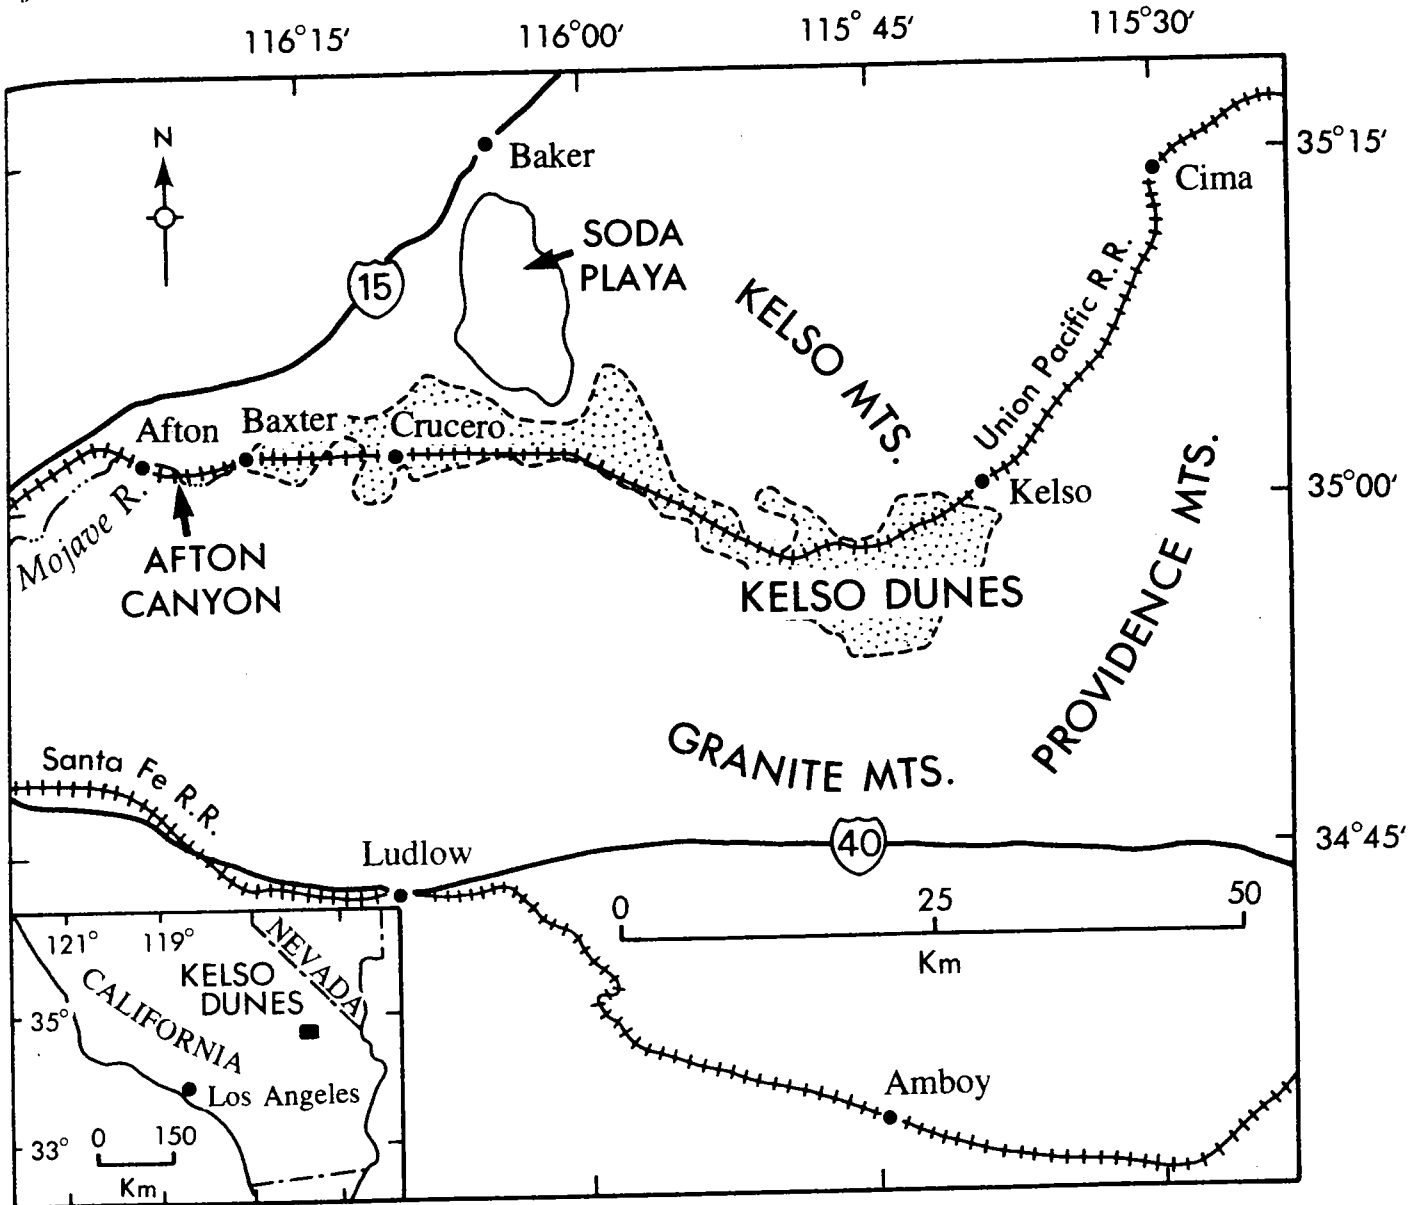 116°15′ 116°00′ 115°45′ 115°30′
N
Baker
35°15′
Cima
SODA
PLAYA
15
KELSO MTS.
Union Pacific R.R.
Afton Baxter Crucero
Kelso
35°00′
Mojave R.
AFTON
CANYON
KELSO DUNES
PROVIDENCE MTS.
GRANITE MTS.
Santa Fe R.R.
34°45′
Ludlow
40
0 25 50
Km
Amboy
121° 119°
NEVADA
KELSO
DUNES
CALIFORNIA
35°
Los Angeles
33°
0 150
Km